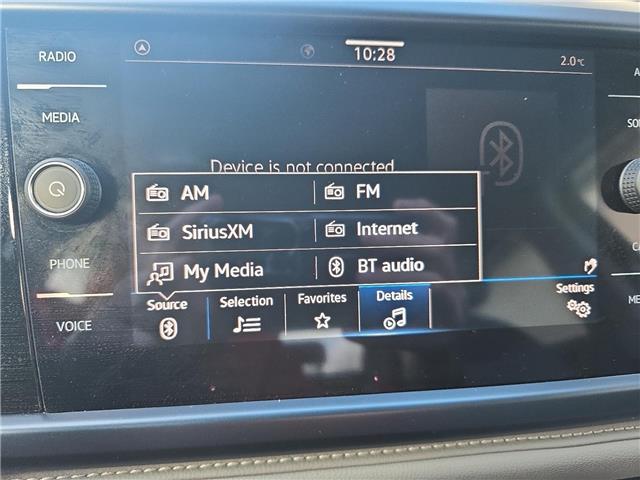 RADIO
MEDIA
PHONE
VOICE
10:28
2.0°C
Device is not connected.
AM
FM
SiriusXM
Internet
My Media
BT audio
Source
Selection
Favorites
Details
Settings